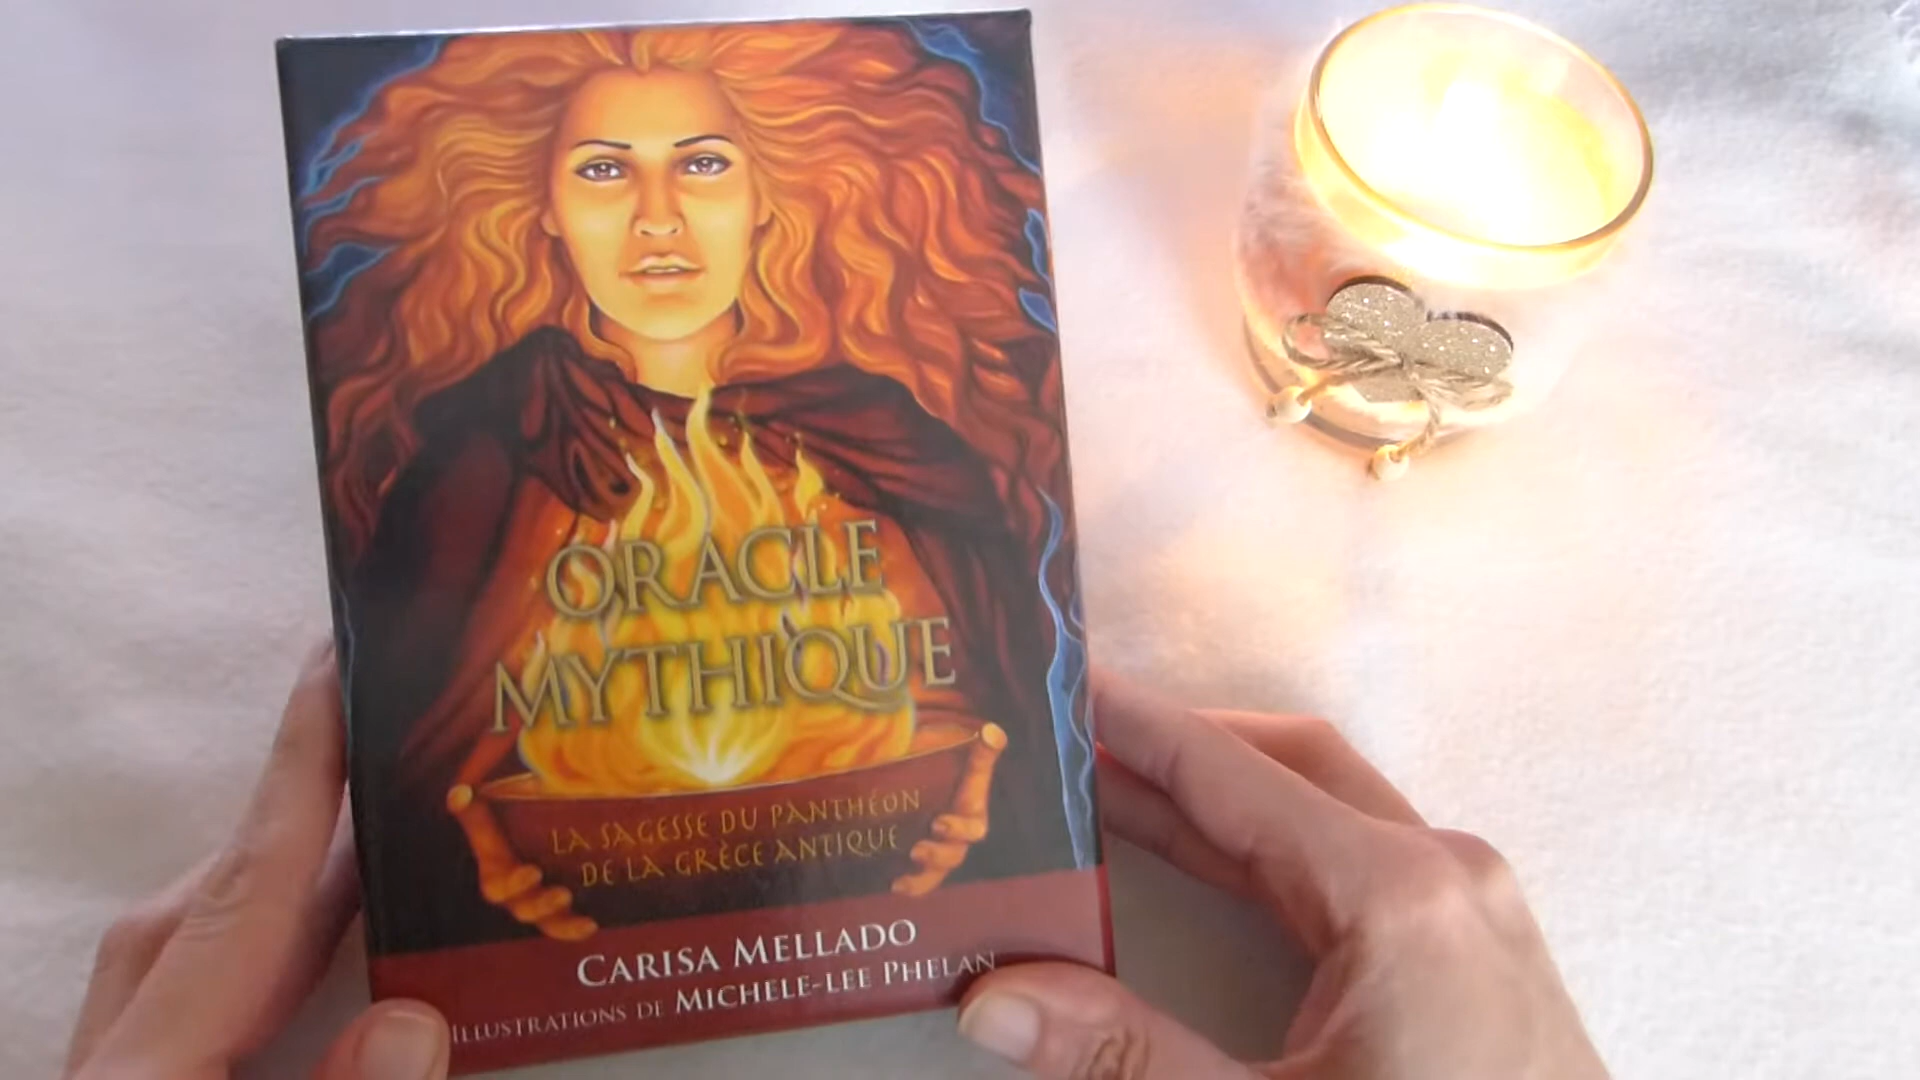 ORACLE
MYTHIQUE
LA SAGESSE DU PANTHÉON
DE LA GRÈCE ANTIQUE
CARISA MELLADO
ILLUSTRATIONS DE MICHELE-LEE PHELAN